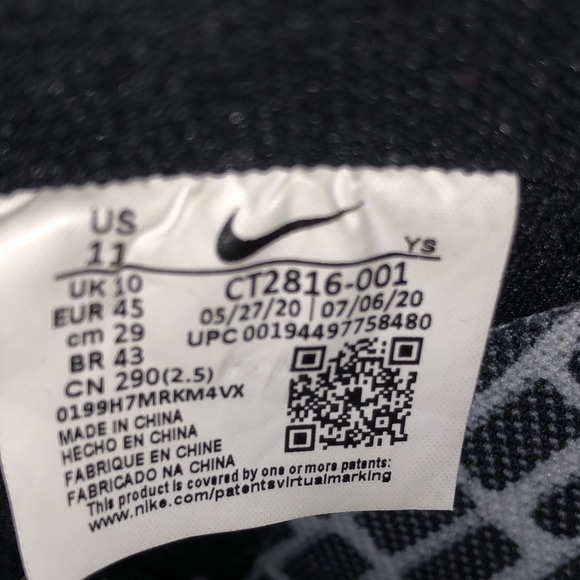 US
11
YS
UK 10
EUR 45
cm 29
BR 43
CN 290(2.5)
CT2816-001
05/27/20 | 07/06/20
UPC 00194497758480
0199H7MRKM4VX
MADE IN CHINA
HECHO EN CHINA
FABRIQUE EN CHINE
FABRICADO NA CHINA
This product is covered by one or more patents:
www.nike.com/patentsvirtualmarking